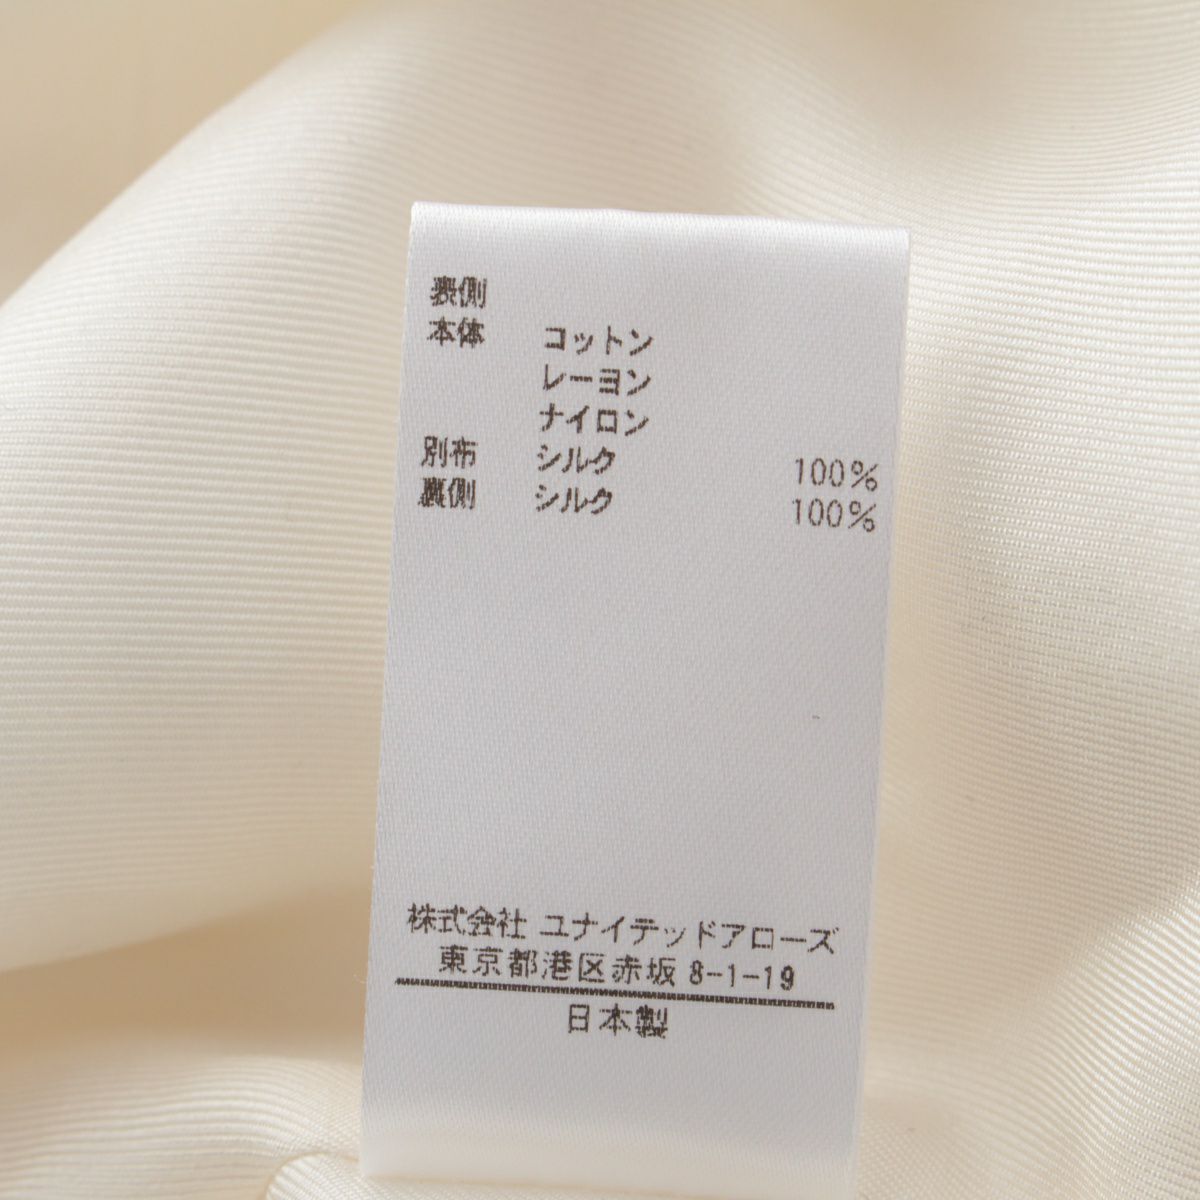 表側
本体 コットン
レーヨン
ナイロン
別布 シルク 100%
裏側 シルク 100%
株式会社 ユナイテッドアローズ
東京都港区赤坂 8-1-19
日本製